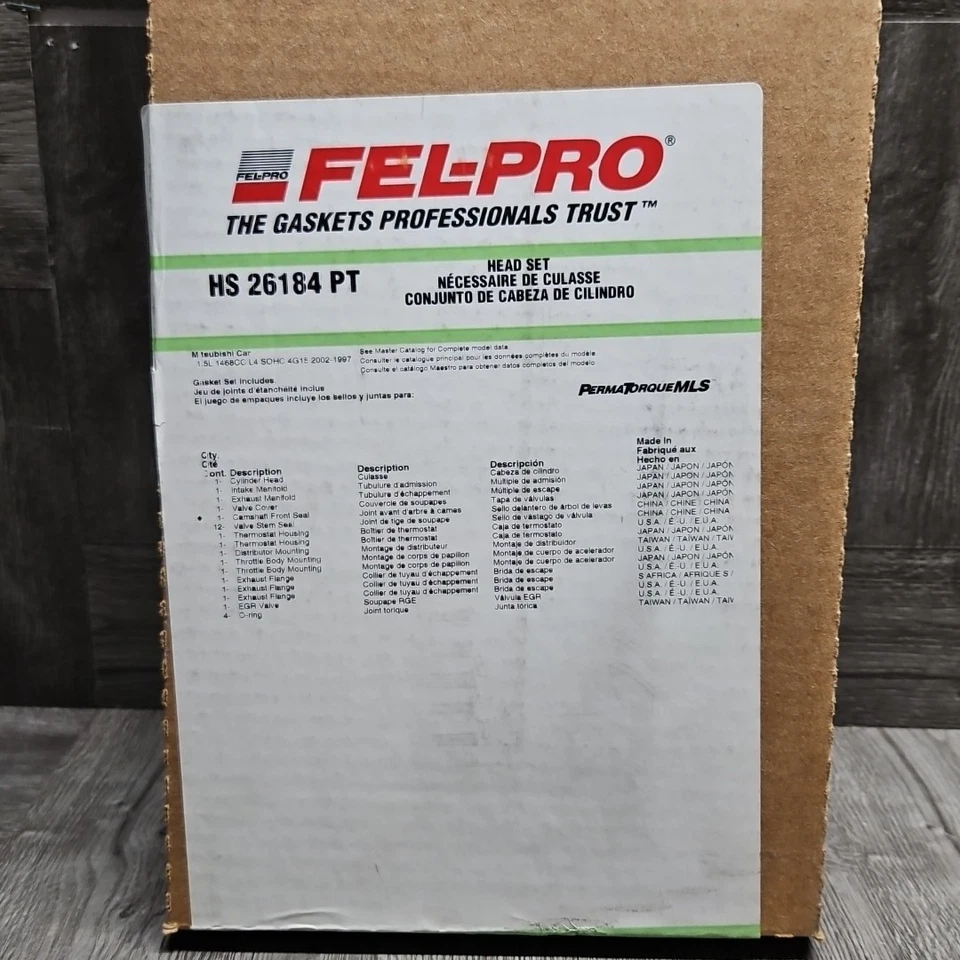 FEL-PRO
FEL-PRO®
THE GASKETS PROFESSIONALS TRUST™
HS 26184 PT
HEAD SET
NÉCESSAIRE DE CULASSE
CONJUNTO DE CABEZA DE CILINDRO
Mitsubishi Car
1.5L 1468CC L4 SOHC 4G15 2002-1997
See Master Catalog for Complete model data
Consulter le catalogue principal pour les données complètes du modèle
Consulte el catálogo Maestro para obtener datos completos del modelo
Gasket Set Includes
Jeu de joints d'étanchéité inclus
El juego de empaques incluye los sellos y juntas para:
PERMATORQUE MLS™
Qty.
Cité
Cont. Description Description Descripción
Made In
Fabriqué aux
Hecho en
1- Cylinder Head Culasse Cabeza de cilindro JAPAN / JAPON / JAPÓN
1- Intake Manifold Tubulure d'admission Múltiple de admisión JAPAN / JAPON / JAPÓN
1- Exhaust Manifold Tubulure d'échappement Múltiple de escape JAPAN / JAPON / JAPÓN
1- Valve Cover Couvercle de soupapes Tapa de válvulas JAPAN / JAPON / JAPÓN
♦ 1- Camshaft Front Seal Joint avant d'arbre à cames Sello delantero de árbol de levas CHINA / CHINE / CHINA
12- Valve Stem Seal Joint de tige de soupape Sello de vástago de válvula CHINA / CHINE / CHINA
1- Thermostat Housing Boîtier de thermostat Caja de termostato U.S.A. / É.-U. / E.U.A.
1- Thermostat Housing Boîtier de thermostat Caja de termostato JAPAN / JAPON / JAPÓN
1- Distributor Mounting Montage de distributeur Montaje de distribuidor TAIWAN / TAÏWAN / TAIW
1- Throttle Body Mounting Montage de corps de papillon Montaje de cuerpo de acelerador U.S.A. / É.-U. / E.U.A.
1- Throttle Body Mounting Montage de corps de papillon Montaje de cuerpo de acelerador JAPAN / JAPON / JAPÓN
1- Exhaust Flange Collier de tuyau d'échappement Brida de escape U.S.A. / É.-U. / E.U.A.
1- Exhaust Flange Collier de tuyau d'échappement Brida de escape S AFRICA / AFRIQUE S /
1- Exhaust Flange Collier de tuyau d'échappement Brida de escape U.S.A. / É.-U. / E.U.A.
1- EGR Valve Soupape RGE Válvula EGR U.S.A. / É.-U. / E.U.A.
4- O-ring Joint torique Junta tórica TAIWAN / TAÏWAN / TAIW